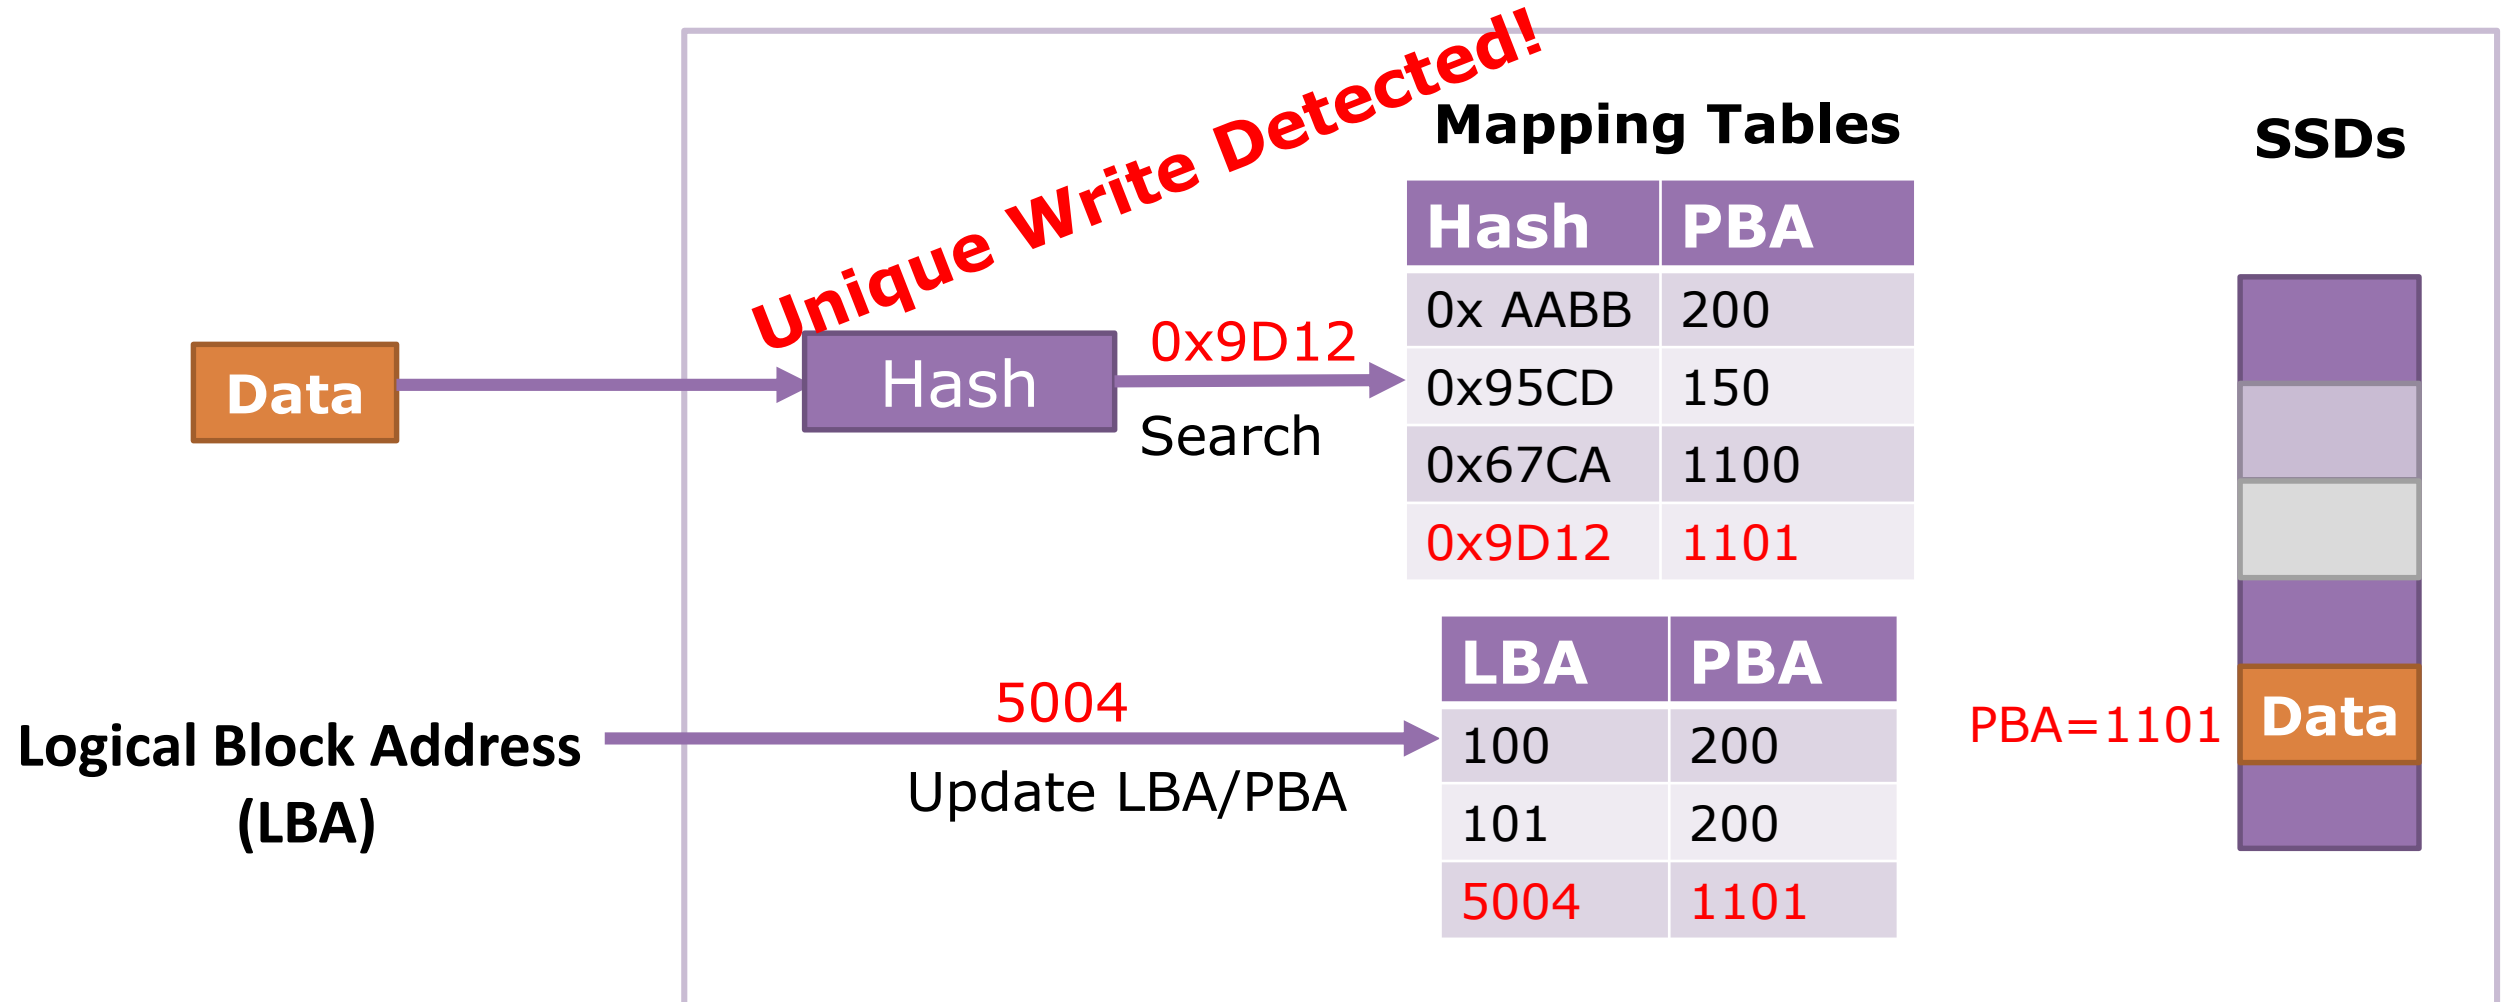 Unique Write Detected!
Mapping Tables
SSDs
Hash PBA
0x AABB 200
0x95CD 150
0x67CA 1100
0x9D12 1101
Data
Hash
0x9D12
Search
Logical Block Address
(LBA)
5004
Update LBA/PBA
LBA PBA
100 200
101 200
5004 1101
PBA=1101
Data